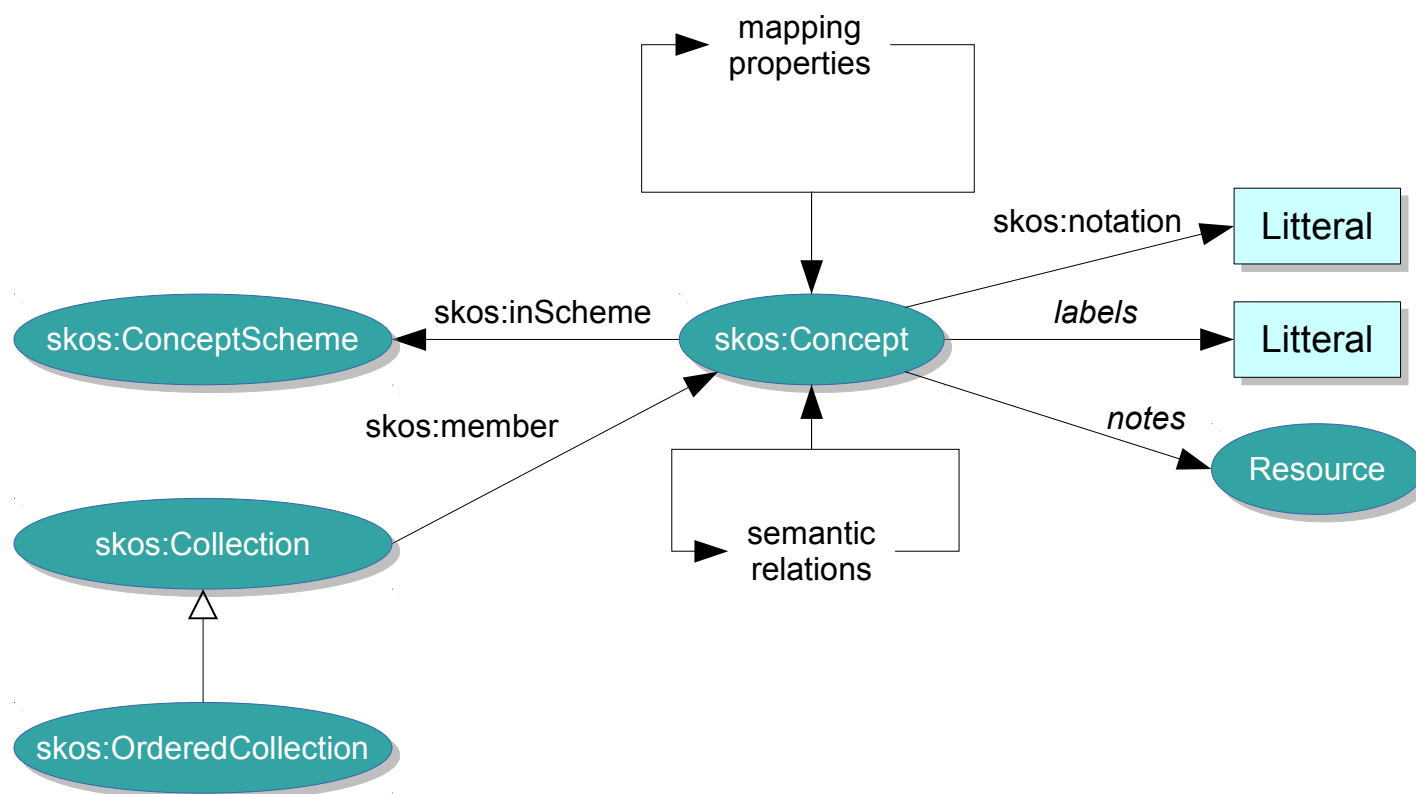 mapping
properties
skos:notation
Litteral
skos:ConceptScheme
skos:inScheme
skos:Concept
labels
Litteral
skos:member
notes
Resource
skos:Collection
semantic
relations
skos:OrderedCollection